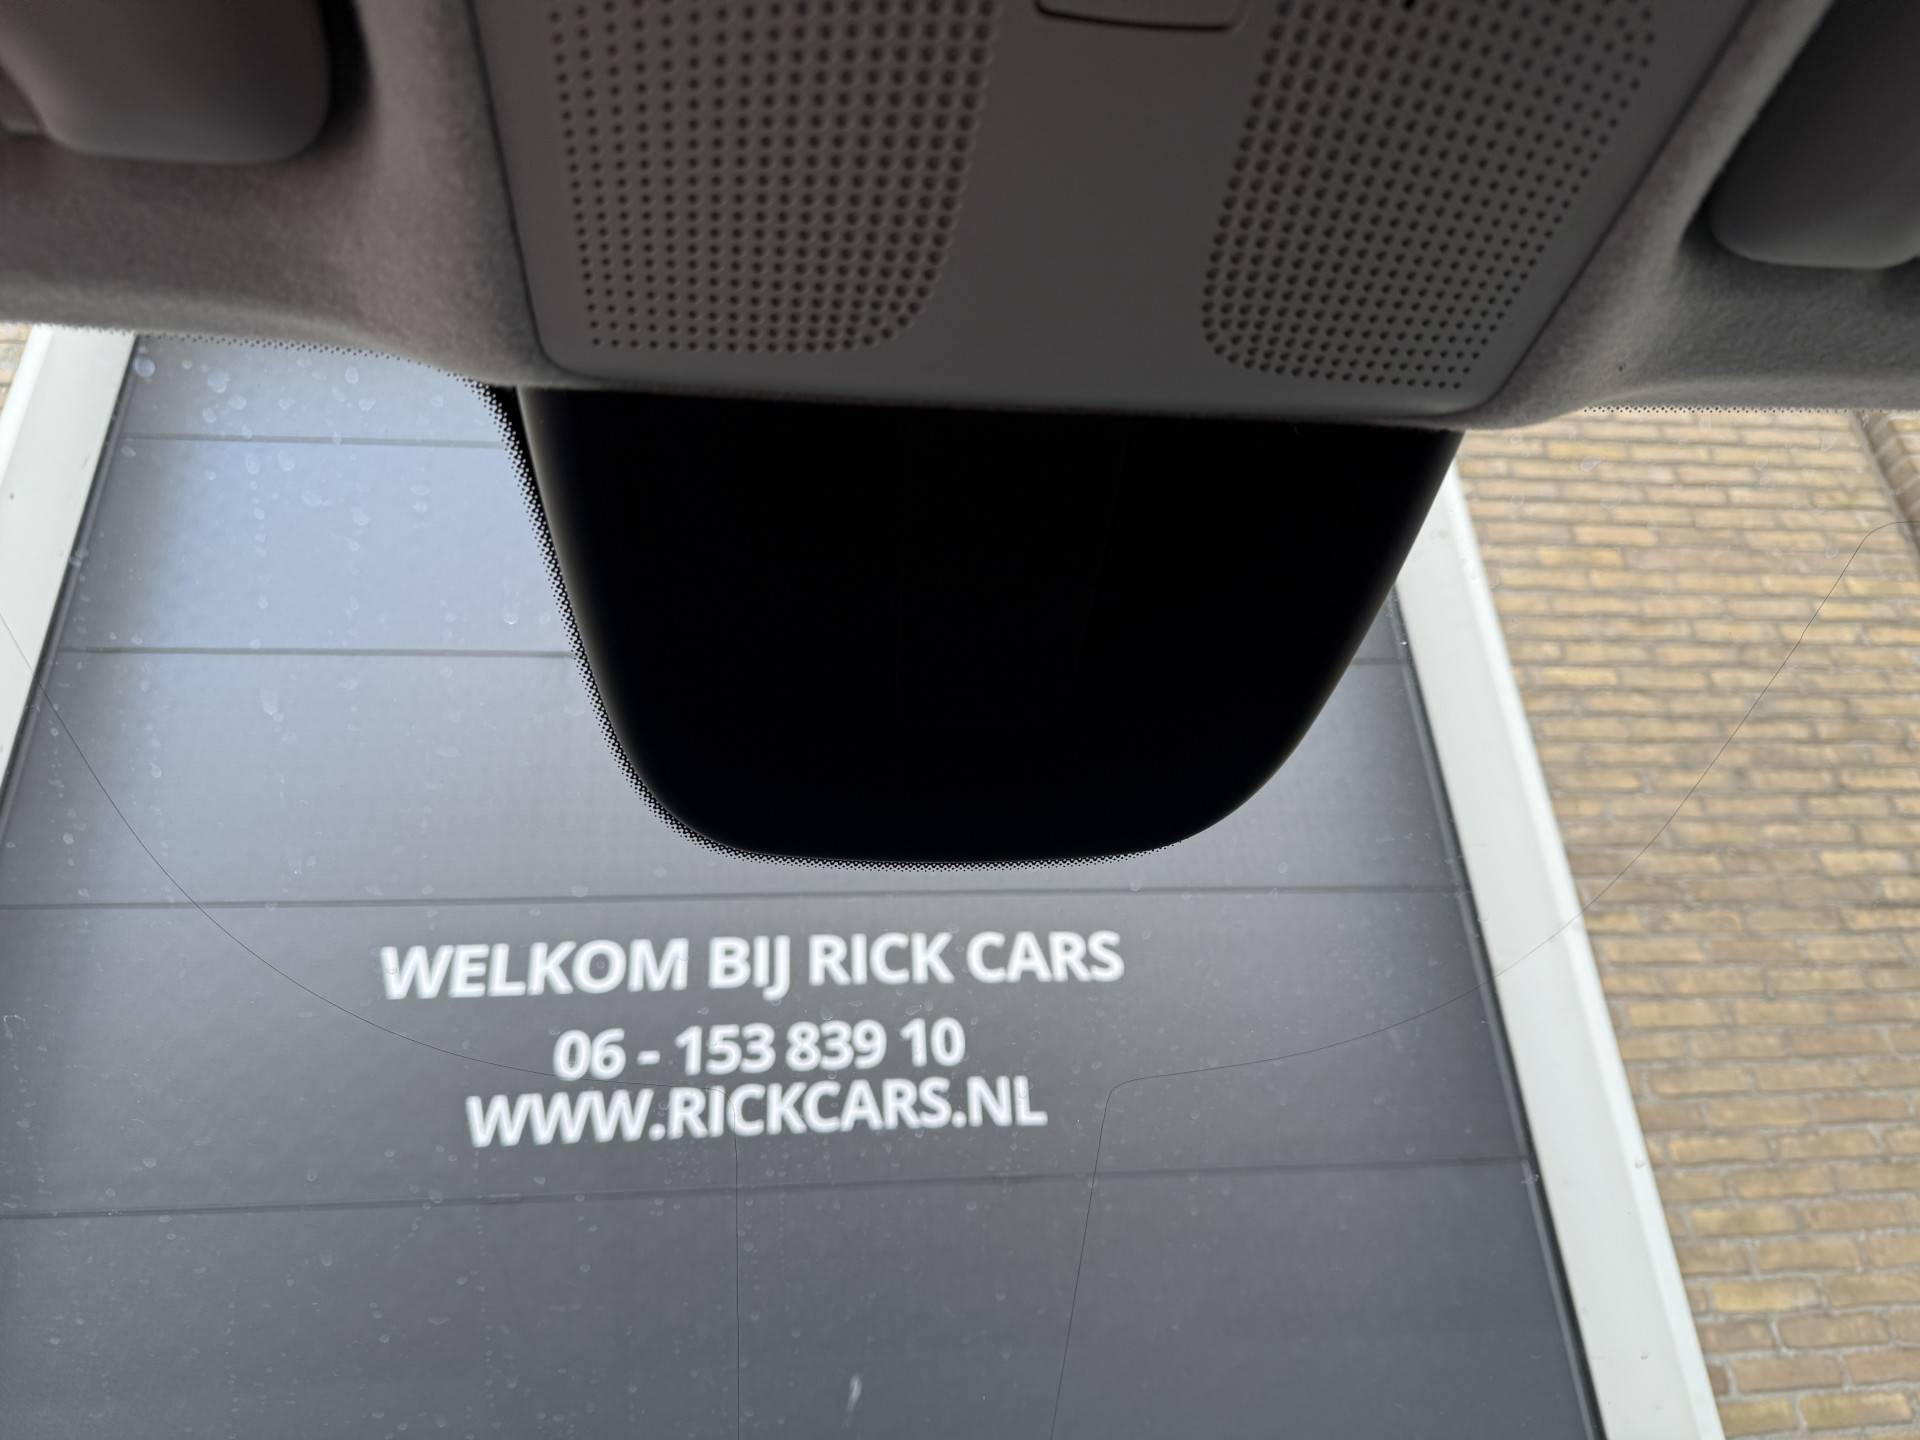 WELKOM BIJ RICK CARS
06 - 153 839 10
WWW.RICKCARS.NL